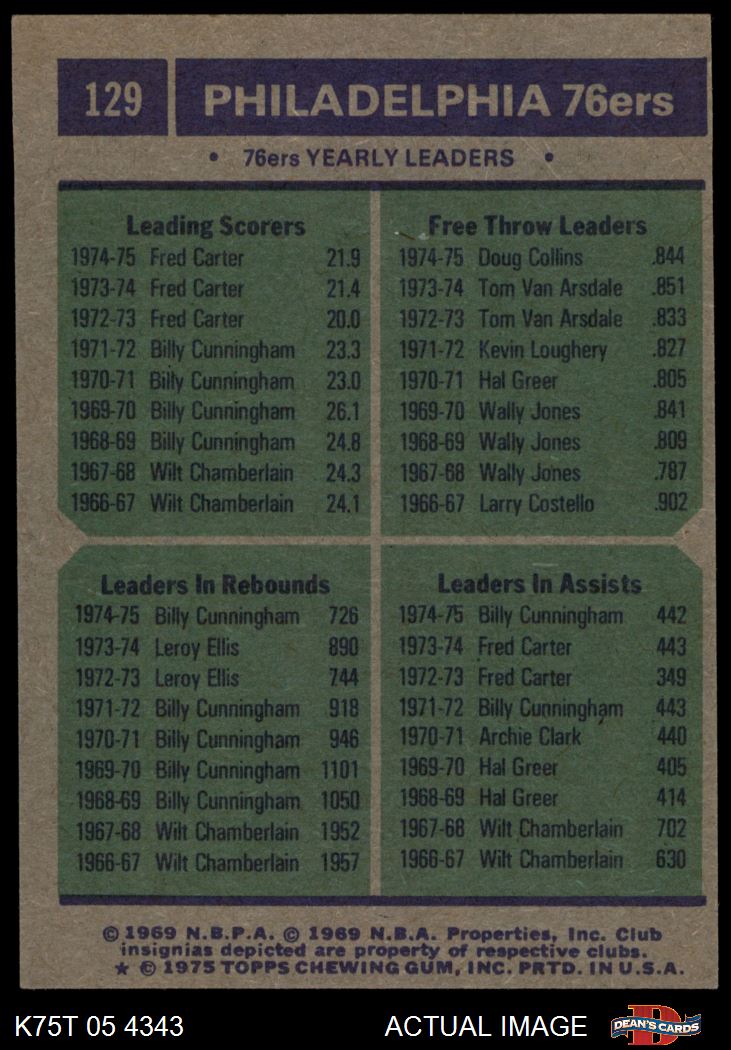 129 PHILADELPHIA 76ers
• 76ers YEARLY LEADERS •
Leading Scorers
1974-75 Fred Carter 21.9
1973-74 Fred Carter 21.4
1972-73 Fred Carter 20.0
1971-72 Billy Cunningham 23.3
1970-71 Billy Cunningham 23.0
1969-70 Billy Cunningham 26.1
1968-69 Billy Cunningham 24.8
1967-68 Wilt Chamberlain 24.3
1966-67 Wilt Chamberlain 24.1
Free Throw Leaders
1974-75 Doug Collins .844
1973-74 Tom Van Arsdale .851
1972-73 Tom Van Arsdale .833
1971-72 Kevin Loughery .827
1970-71 Hal Greer .805
1969-70 Wally Jones .841
1968-69 Wally Jones .809
1967-68 Wally Jones .787
1966-67 Larry Costello .902
Leaders In Rebounds
1974-75 Billy Cunningham 726
1973-74 Leroy Ellis 890
1972-73 Leroy Ellis 744
1971-72 Billy Cunningham 918
1970-71 Billy Cunningham 946
1969-70 Billy Cunningham 1101
1968-69 Billy Cunningham 1050
1967-68 Wilt Chamberlain 1952
1966-67 Wilt Chamberlain 1957
Leaders In Assists
1974-75 Billy Cunningham 442
1973-74 Fred Carter 443
1972-73 Fred Carter 349
1971-72 Billy Cunningham 443
1970-71 Archie Clark 440
1969-70 Hal Greer 405
1968-69 Hal Greer 414
1967-68 Wilt Chamberlain 702
1966-67 Wilt Chamberlain 630
© 1969 N.B.P.A. © 1969 N.B.A. Properties, Inc. Club
insignias depicted are property of respective clubs.
★ © 1975 TOPPS CHEWING GUM, INC. PRTD. IN U.S.A.
K75T 05 4343 ACTUAL IMAGE D DEAN'S CARDS